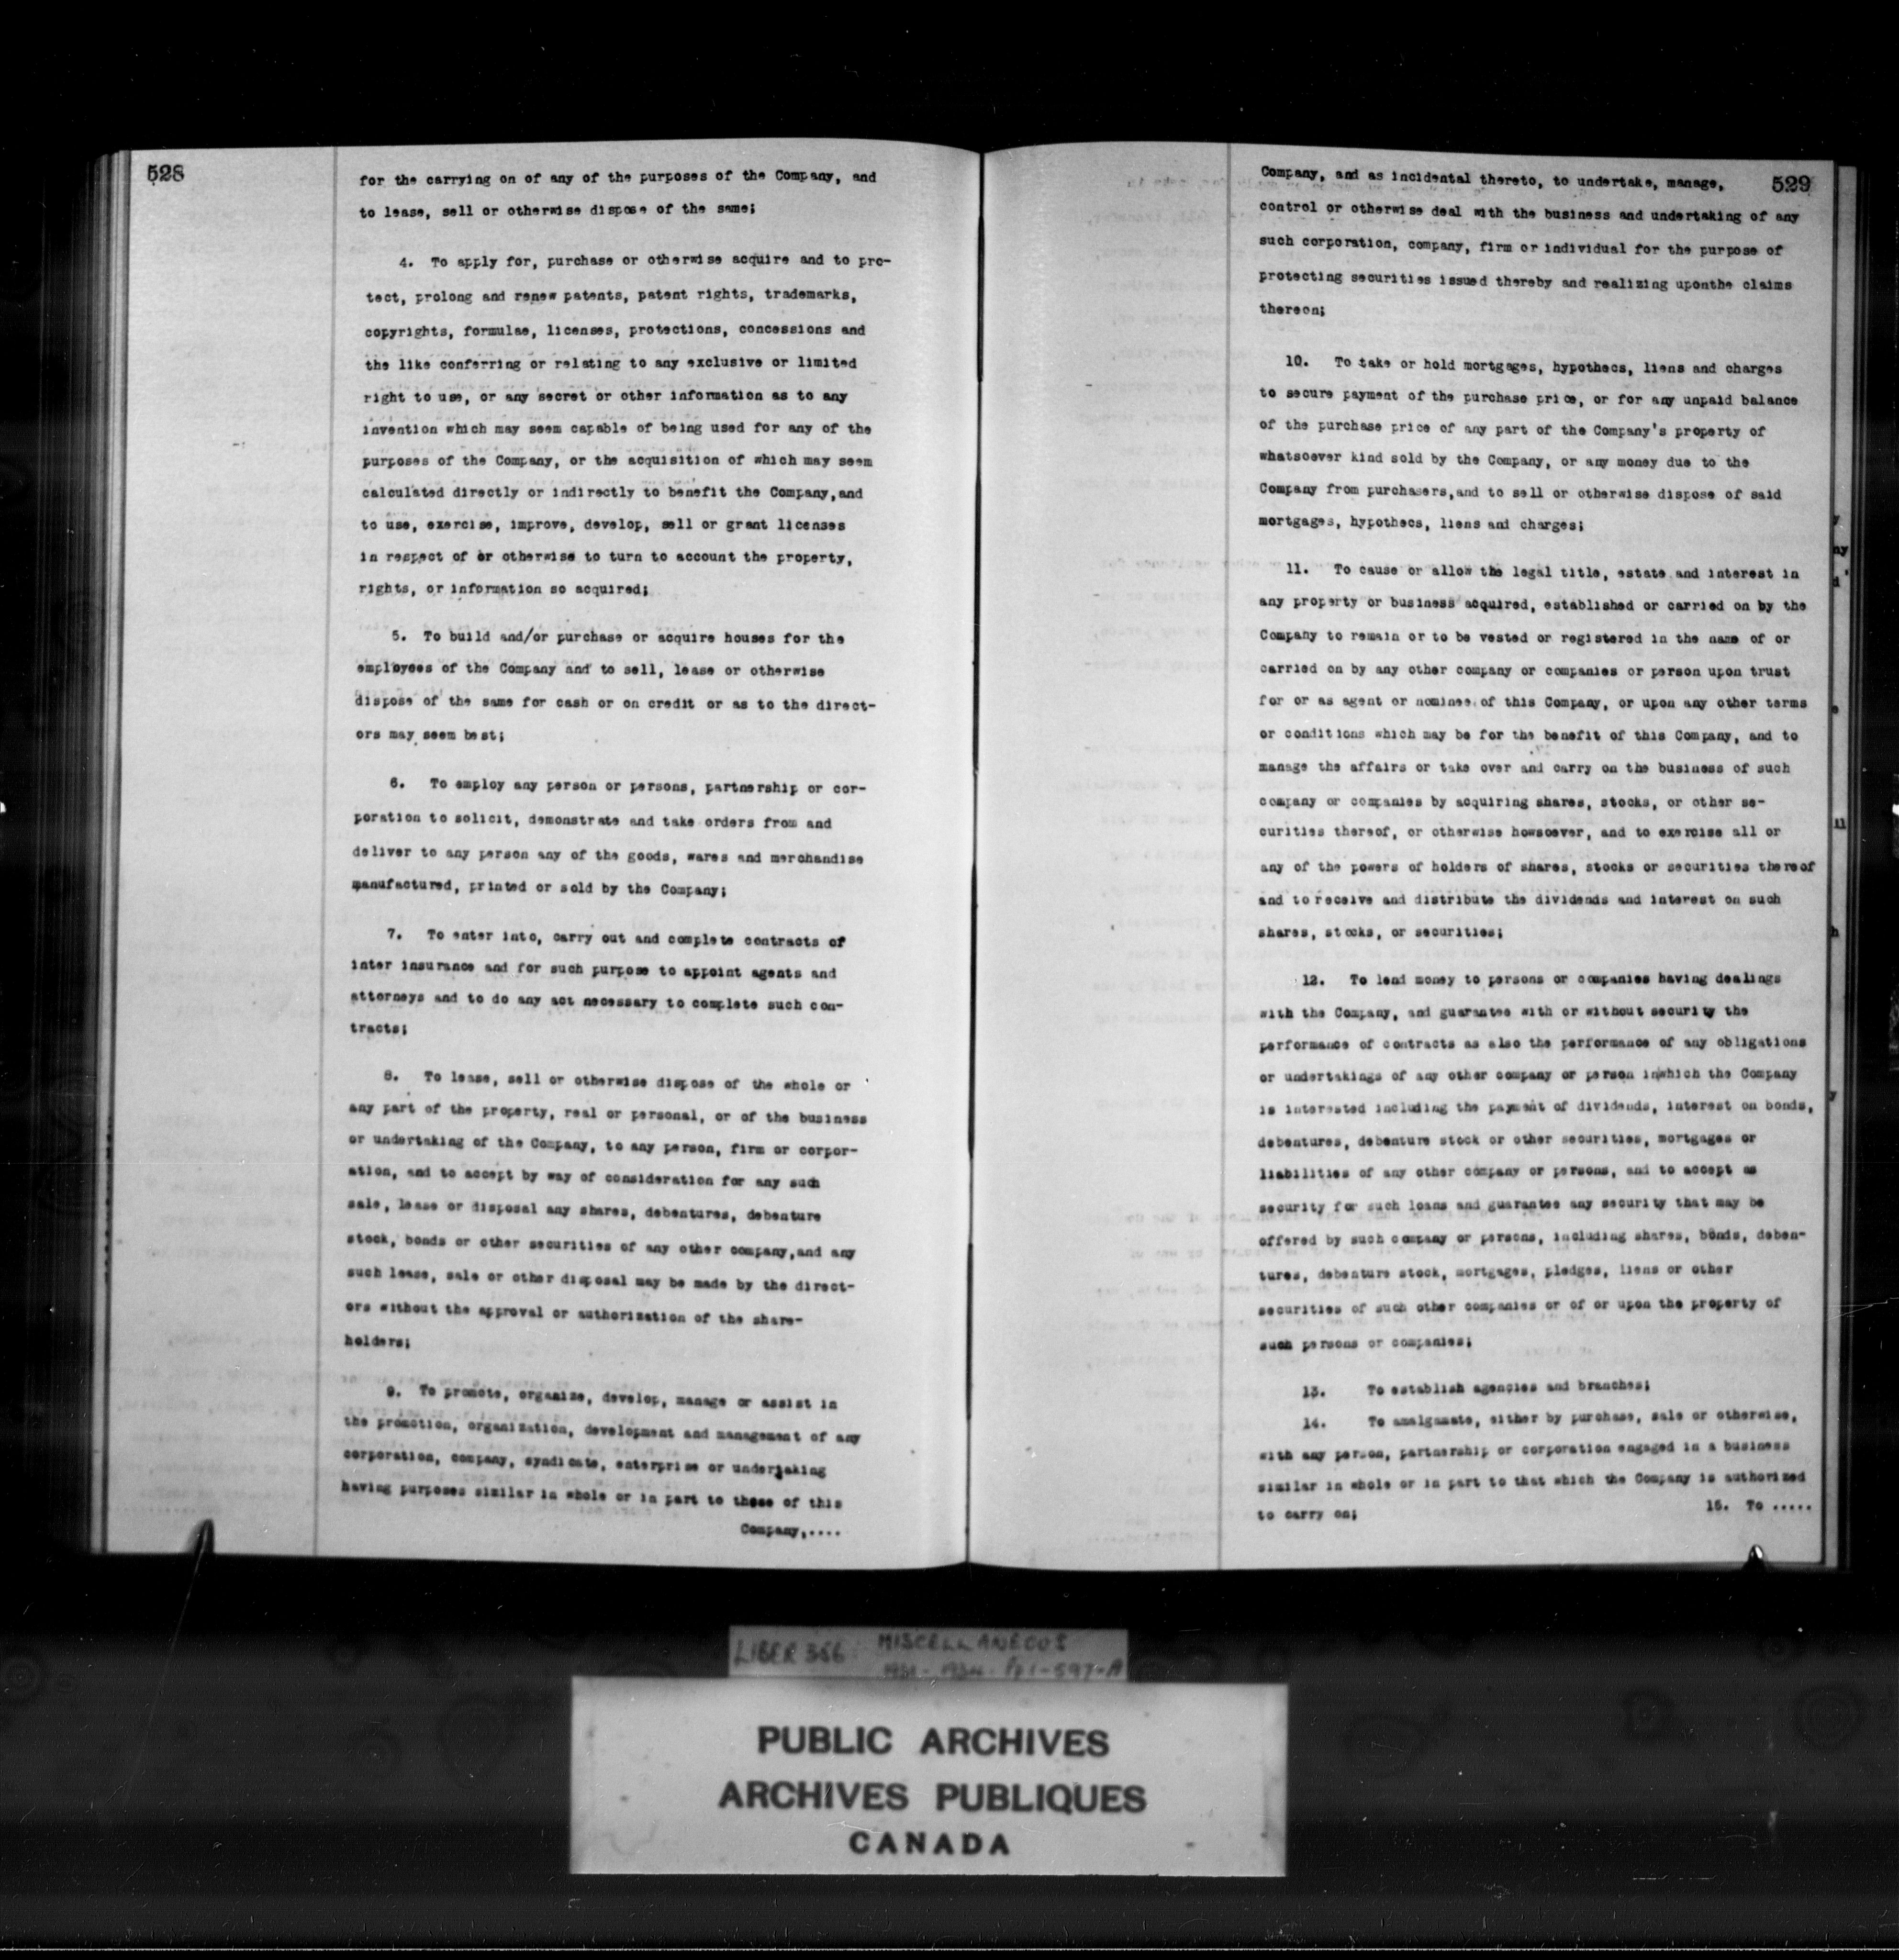 528
for the carrying on of any of the purposes of the Company, and
to lease, sell or otherwise dispose of the same;
4. To apply for, purchase or otherwise acquire and to pro-
tect, prolong and renew patents, patent rights, trademarks,
copyrights, formulae, licenses, protections, concessions and
the like conferring or relating to any exclusive or limited
right to use, or any secret or other information as to any
invention which may seem capable of being used for any of the
purposes of the Company, or the acquisition of which may seem
calculated directly or indirectly to benefit the Company,and
to use, exercise, improve, develop, sell or grant licenses
in respect of or otherwise to turn to account the property,
rights, or information so acquired;
5. To build and/or purchase or acquire houses for the
employees of the Company and to sell, lease or otherwise
dispose of the same for cash or on credit or as to the direct-
ors may seem best;
6. To employ any person or persons, partnership or cor-
poration to solicit, demonstrate and take orders from and
deliver to any person any of the goods, wares and merchandise
manufactured, printed or sold by the Company;
7. To enter into, carry out and complete contracts of
inter insurance and for such purpose to appoint agents and
attorneys and to do any act necessary to complete such con-
tracts;
8. To lease, sell or otherwise dispose of the whole or
any part of the property, real or personal, or of the business
or undertaking of the Company, to any person, firm or corpor-
ation, and to accept by way of consideration for any such
sale, lease or disposal any shares, debentures, debenture
stock, bonds or other securities of any other company,and any
such lease, sale or other disposal may be made by the direct-
ors without the approval or authorization of the share-
holders;
9. To promote, organize, develop, manage or assist in
the promotion, organization, development and management of any
corporation, company, syndicate, enterprise or undertaking
having purposes similar in whole or in part to those of this
Company,....
529
Company, and as incidental thereto, to undertake, manage,
control or otherwise deal with the business and undertaking of any
such corporation, company, firm or individual for the purpose of
protecting securities issued thereby and realizing uponthe claims
thereon;
10. To take or hold mortgages, hypothecs, liens and charges
to secure payment of the purchase price, or for any unpaid balance
of the purchase price of any part of the Company's property of
whatsoever kind sold by the Company, or any money due to the
Company from purchasers,and to sell or otherwise dispose of said
mortgages, hypothecs, liens and charges;
11. To cause or allow the legal title, estate and interest in
any property or business acquired, established or carried on by the
Company to remain or to be vested or registered in the name of or
carried on by any other company or companies or person upon trust
for or as agent or nominee of this Company, or upon any other terms
or conditions which may be for the benefit of this Company, and to
manage the affairs or take over and carry on the business of such
company or companies by acquiring shares, stocks, or other se-
curities thereof, or otherwise howsoever, and to exercise all or
any of the powers of holders of shares, stocks or securities thereof
and to receive and distribute the dividends and interest on such
shares, stocks, or securities;
12. To lend money to persons or companies having dealings
with the Company, and guarantee with or without security the
performance of contracts as also the performance of any obligations
or undertakings of any other company or person inwhich the Company
is interested including the payment of dividends, interest on bonds,
debentures, debenture stock or other securities, mortgages or
liabilities of any other company or persons, and to accept as
security for such loans and guarantee any security that may be
offered by such company or persons, including shares, bonds, deben-
tures, debenture stock, mortgages, pledges, liens or other
securities of such other companies or of or upon the property of
such persons or companies;
13. To establish agencies and branches;
14. To amalgamate, either by purchase, sale or otherwise,
with any person, partnership or corporation engaged in a business
similar in whole or in part to that which the Company is authorized
to carry on;
15. To .....
LIBER 356 MISCELLANEOUS
1931-1934 Pp 1-597-A
PUBLIC ARCHIVES
ARCHIVES PUBLIQUES
CANADA